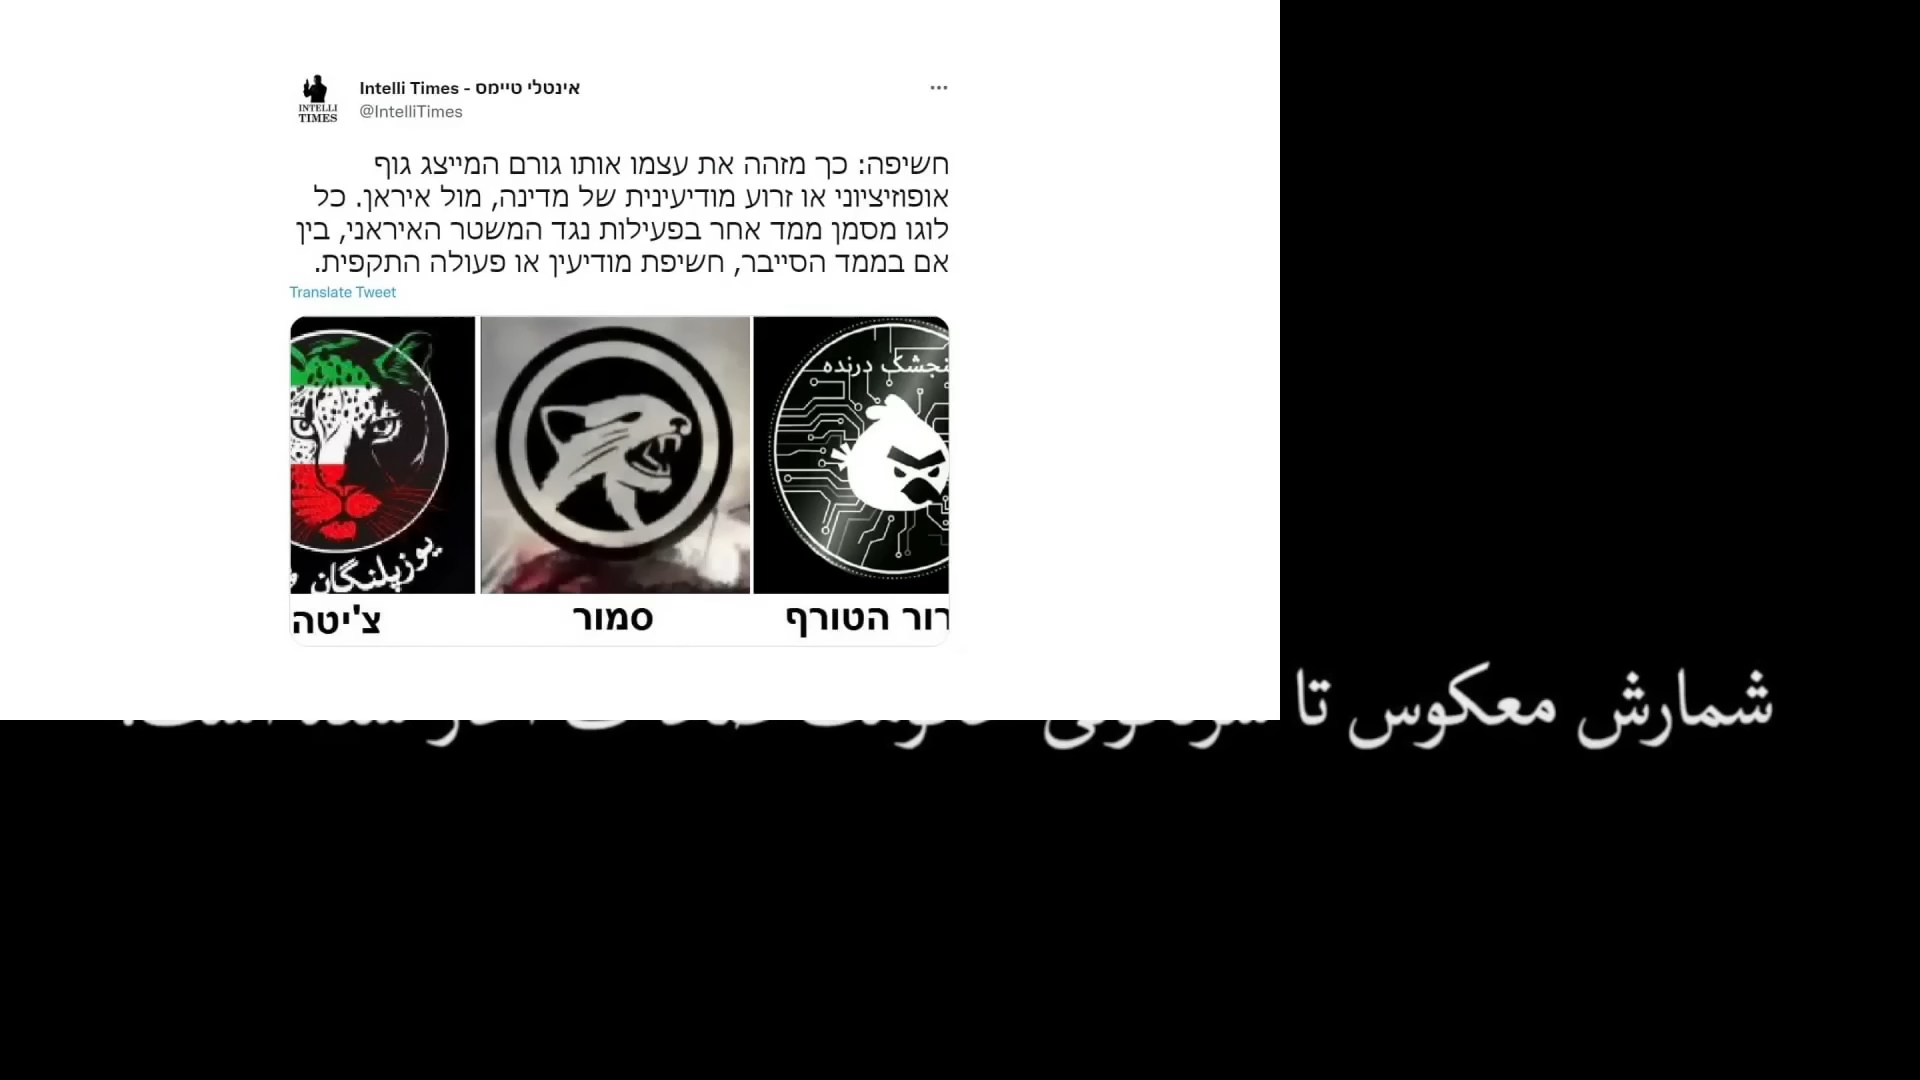 Intelli Times - אינטלי טיימס
@IntelliTimes
INTELLI
TIMES
חשיפה: כך מזהה את עצמו אותו גורם המייצג גוף
אופוזיציוני או זרוע מודיעינית של מדינה, מול איראן. כל
לוגו מסמן ממד אחר בפעילות נגד המשטר האיראני, בין
אם בממד הסייבר, חשיפת מודיעין או פעולה התקפית.
Translate Tweet
درنده
یوزپلنگان
צ'יטה
סמור
הטורף
شمارش معکوس تا